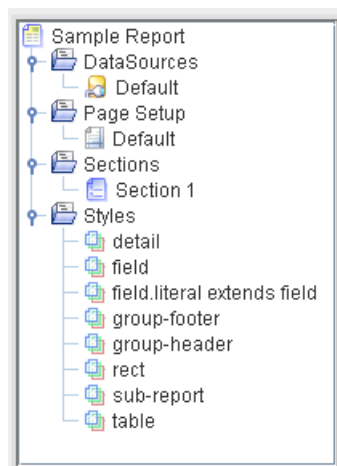 Sample Report
DataSources
Default
Page Setup
Default
Sections
Section 1
Styles
detail
field
field.literal extends field
group-footer
group-header
rect
sub-report
table